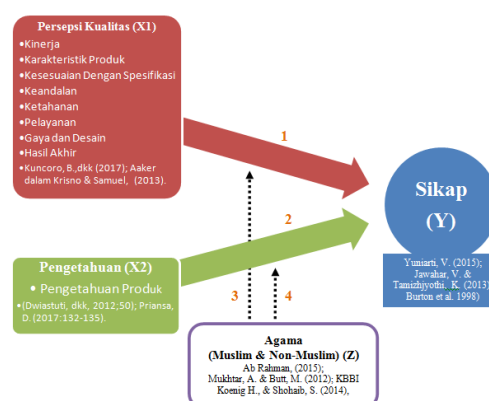 Persepsi Kualitas (X1)
•Kinerja
•Karakteristik Produk
•Kesesuaian Dengan Spesifikasi
•Keandalan
•Ketahanan
•Pelayanan
•Gaya dan Desain
•Hasil Akhir
•Kuncoro, B.,dkk (2017); Aaker
dalam Krisno & Samuel, (2013).
1
2
Sikap
(Y)
Yuniarti, V. (2015);
Jawahar, V. &
Tamizhjyothi. K. (2013)
Burton et al. 1998)
Pengetahuan (X2)
• Pengetahuan Produk
•(Dwiastuti, dkk, 2012;50); Priansa,
D. (2017:132-135).
3
4
Agama
(Muslim & Non-Muslim) (Z)
Ab Rahman, (2015);
Mukhtar, A. & Butt, M. (2012); KBBI
Koenig H., & Shohaib, S. (2014),